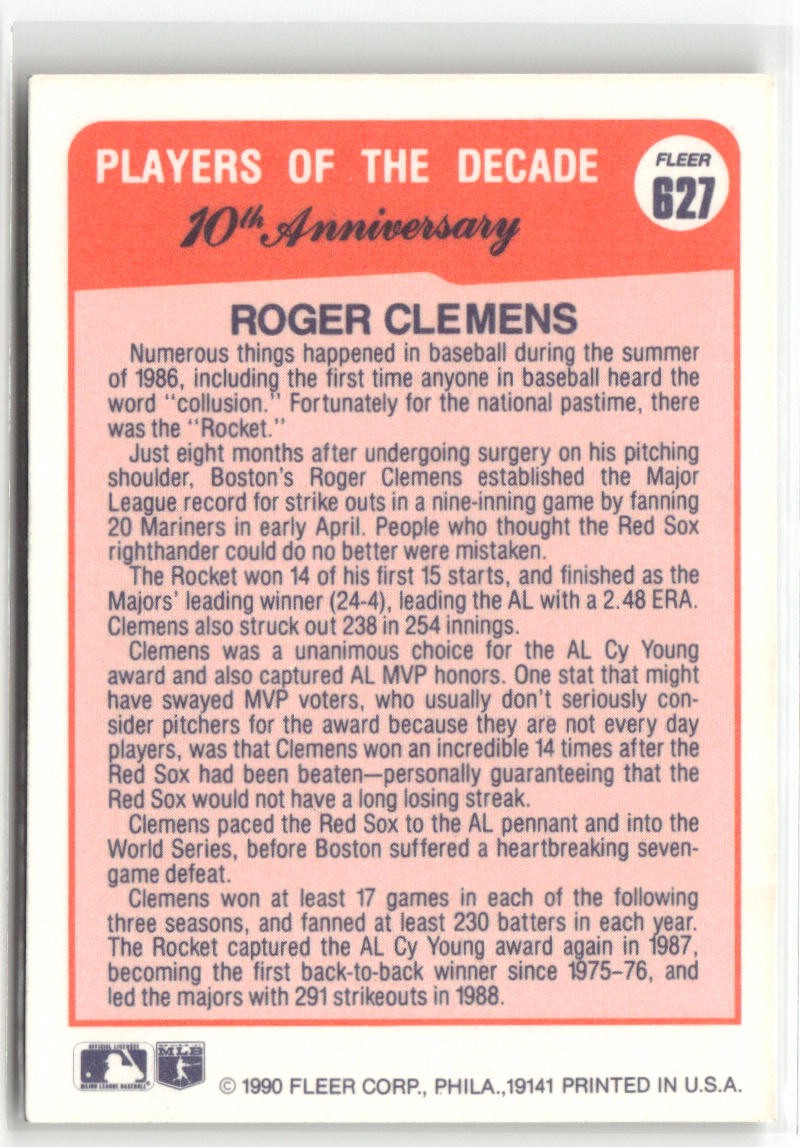 PLAYERS OF THE DECADE
FLEER
627
10th Anniversary
ROGER CLEMENS
Numerous things happened in baseball during the summer
of 1986, including the first time anyone in baseball heard the
word "collusion." Fortunately for the national pastime, there
was the "Rocket."
Just eight months after undergoing surgery on his pitching
shoulder, Boston's Roger Clemens established the Major
League record for strike outs in a nine-inning game by fanning
20 Mariners in early April. People who thought the Red Sox
righthander could do no better were mistaken.
The Rocket won 14 of his first 15 starts, and finished as the
Majors' leading winner (24-4), leading the AL with a 2.48 ERA.
Clemens also struck out 238 in 254 innings.
Clemens was a unanimous choice for the AL Cy Young
award and also captured AL MVP honors. One stat that might
have swayed MVP voters, who usually don't seriously con-
sider pitchers for the award because they are not every day
players, was that Clemens won an incredible 14 times after the
Red Sox had been beaten—personally guaranteeing that the
Red Sox would not have a long losing streak.
Clemens paced the Red Sox to the AL pennant and into the
World Series, before Boston suffered a heartbreaking seven-
game defeat.
Clemens won at least 17 games in each of the following
three seasons, and fanned at least 230 batters in each year.
The Rocket captured the AL Cy Young award again in 1987,
becoming the first back-to-back winner since 1975-76, and
led the majors with 291 strikeouts in 1988.
OFFICIAL LICENSEE
MAJOR LEAGUE BASEBALL
MLB
© 1990 FLEER CORP., PHILA.,19141 PRINTED IN U.S.A.